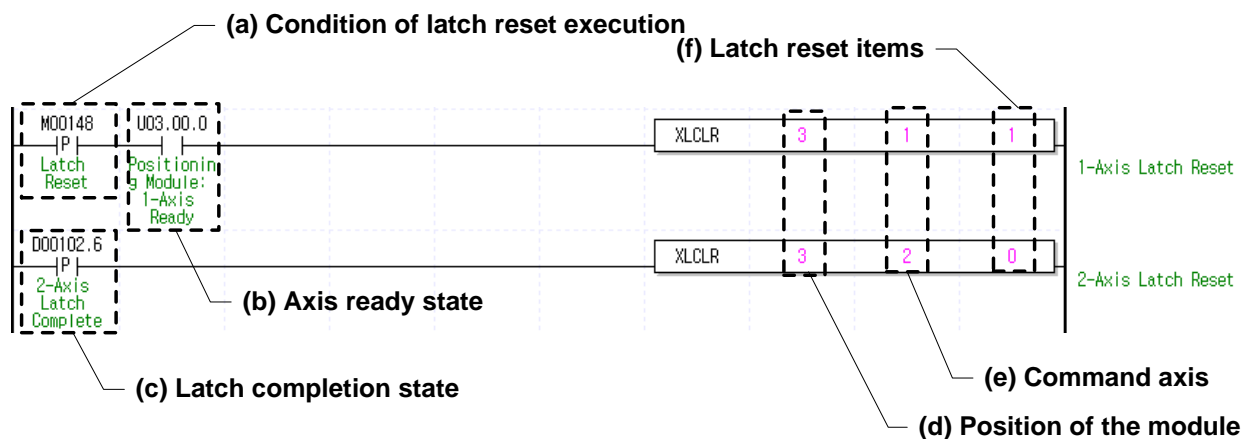 (a) Condition of latch reset execution
(f) Latch reset items
M00148 U03.00.0
P
XLCLR 3 1 1
Latch
Reset
Positionin
g Module:
1-Axis
Ready
1-Axis Latch Reset
D00102.6
P
XLCLR 3 2 0
2-Axis
Latch
Complete
2-Axis Latch Reset
(b) Axis ready state
(c) Latch completion state
(e) Command axis
(d) Position of the module